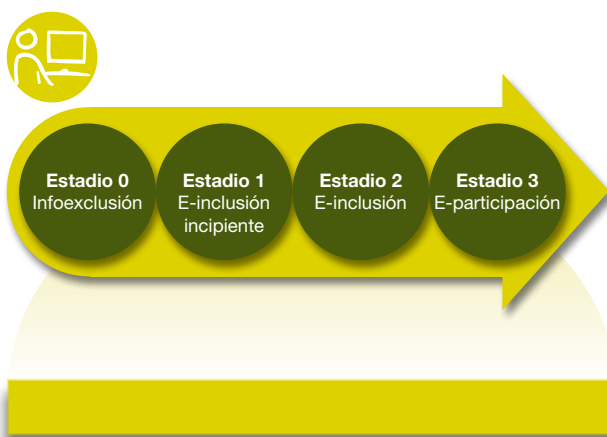 Estadio 0
Infoexclusión
Estadio 1
E-inclusión
incipiente
Estadio 2
E-inclusión
Estadio 3
E-participación